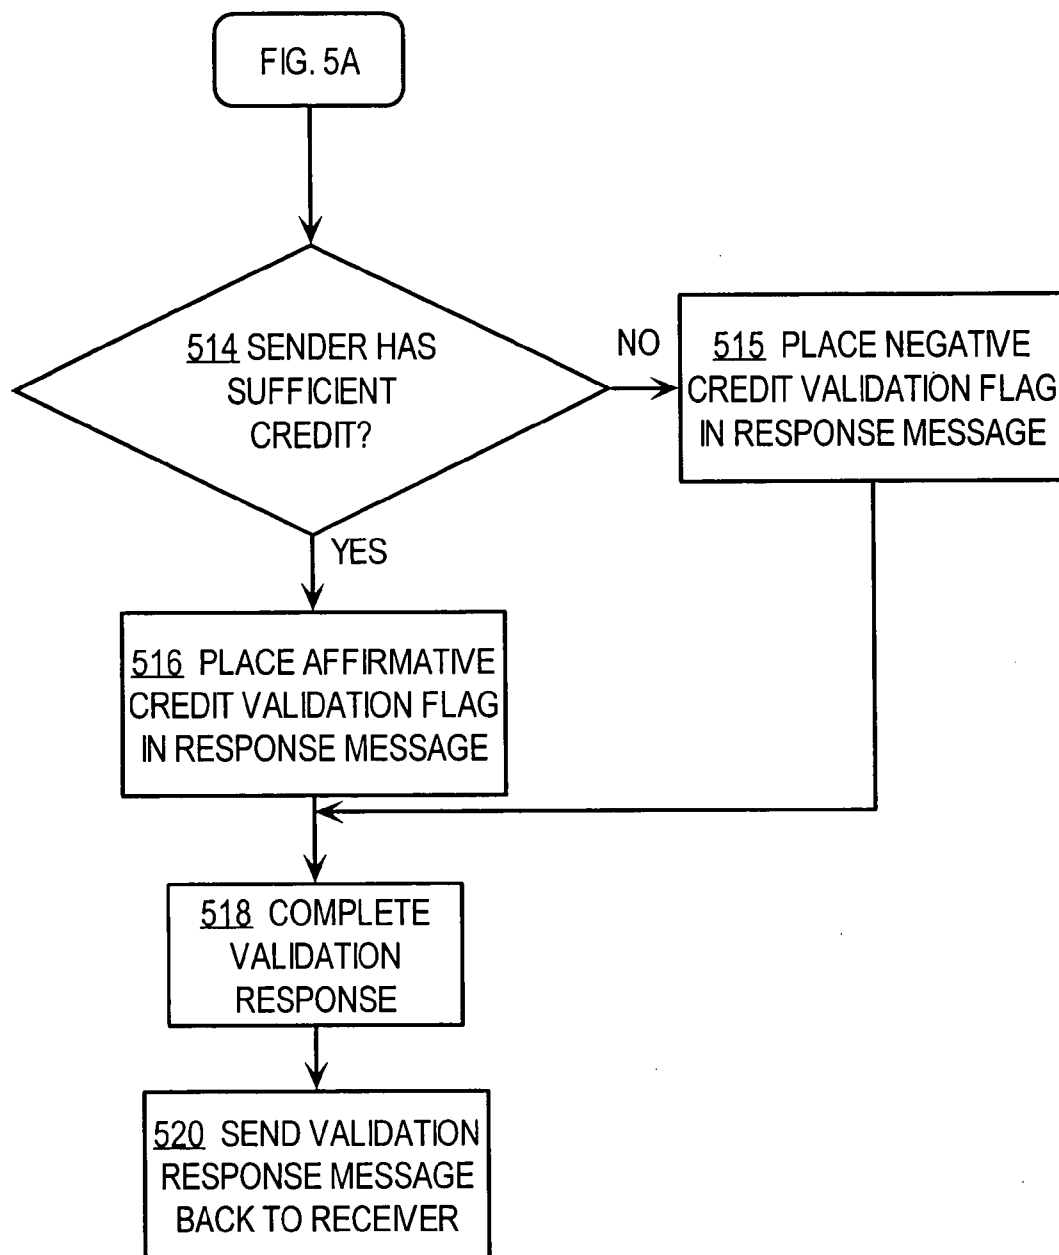 FIG. 5A
514 SENDER HAS
SUFFICIENT
CREDIT?
NO
515 PLACE NEGATIVE
CREDIT VALIDATION FLAG
IN RESPONSE MESSAGE
YES
516 PLACE AFFIRMATIVE
CREDIT VALIDATION FLAG
IN RESPONSE MESSAGE
518 COMPLETE
VALIDATION
RESPONSE
520 SEND VALIDATION
RESPONSE MESSAGE
BACK TO RECEIVER